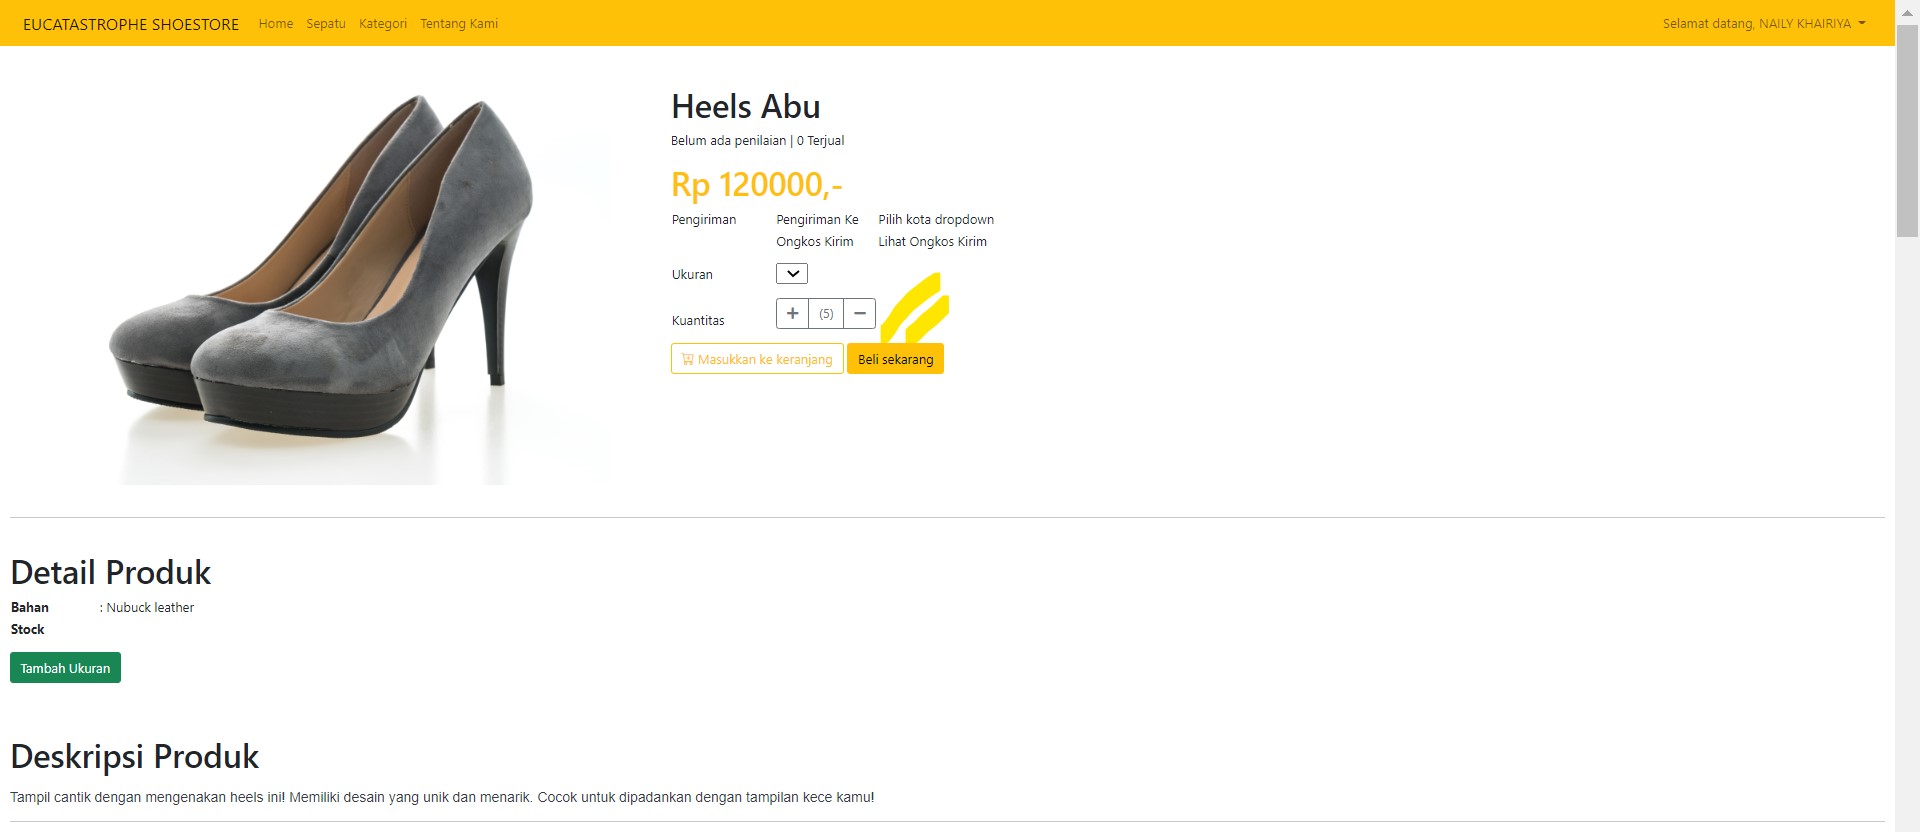 EUCATASTROPHE SHOESTORE Home Sepatu Kategori Tentang Kami Selamat datang, NAILY KHAIRIYA
Heels Abu
Belum ada penilaian | 0 Terjual
Rp 120000,-
Pengiriman Pengiriman Ke Pilih kota dropdown
Ongkos Kirim Lihat Ongkos Kirim
Ukuran
Kuantitas + (5) −
Masukkan ke keranjang Beli sekarang
Detail Produk
Bahan : Nubuck leather
Stock
Tambah Ukuran
Deskripsi Produk
Tampil cantik dengan mengenakan heels ini! Memiliki desain yang unik dan menarik. Cocok untuk dipadankan dengan tampilan kece kamu!